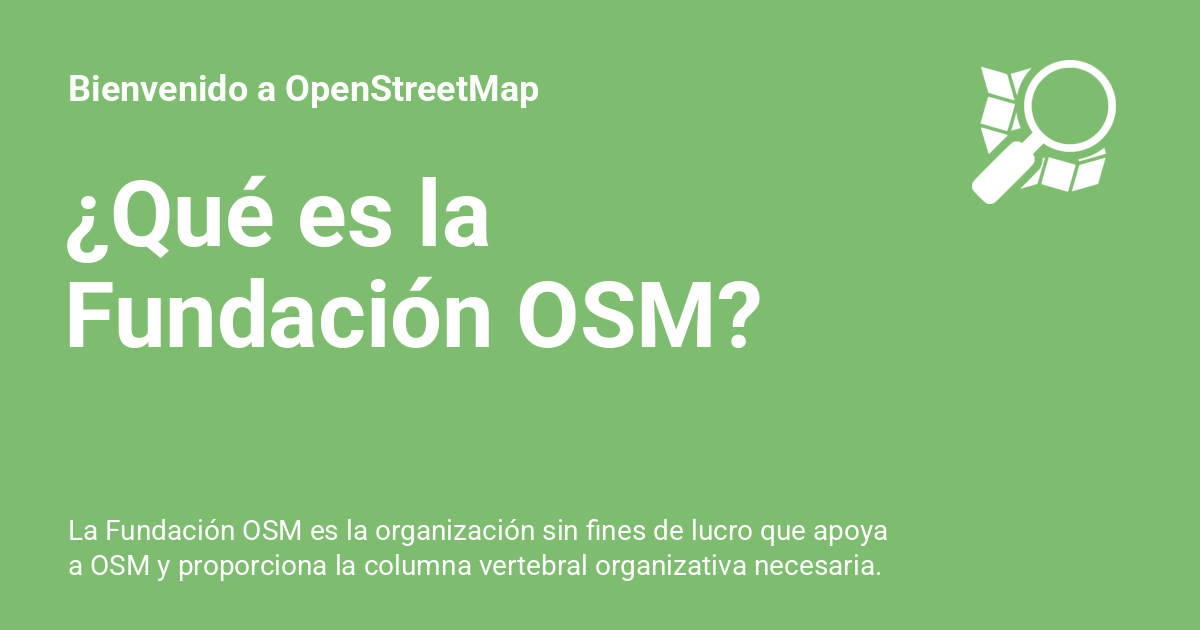 Bienvenido a OpenStreetMap
¿Qué es la
Fundación OSM?
La Fundación OSM es la organización sin fines de lucro que apoya
a OSM y proporciona la columna vertebral organizativa necesaria.